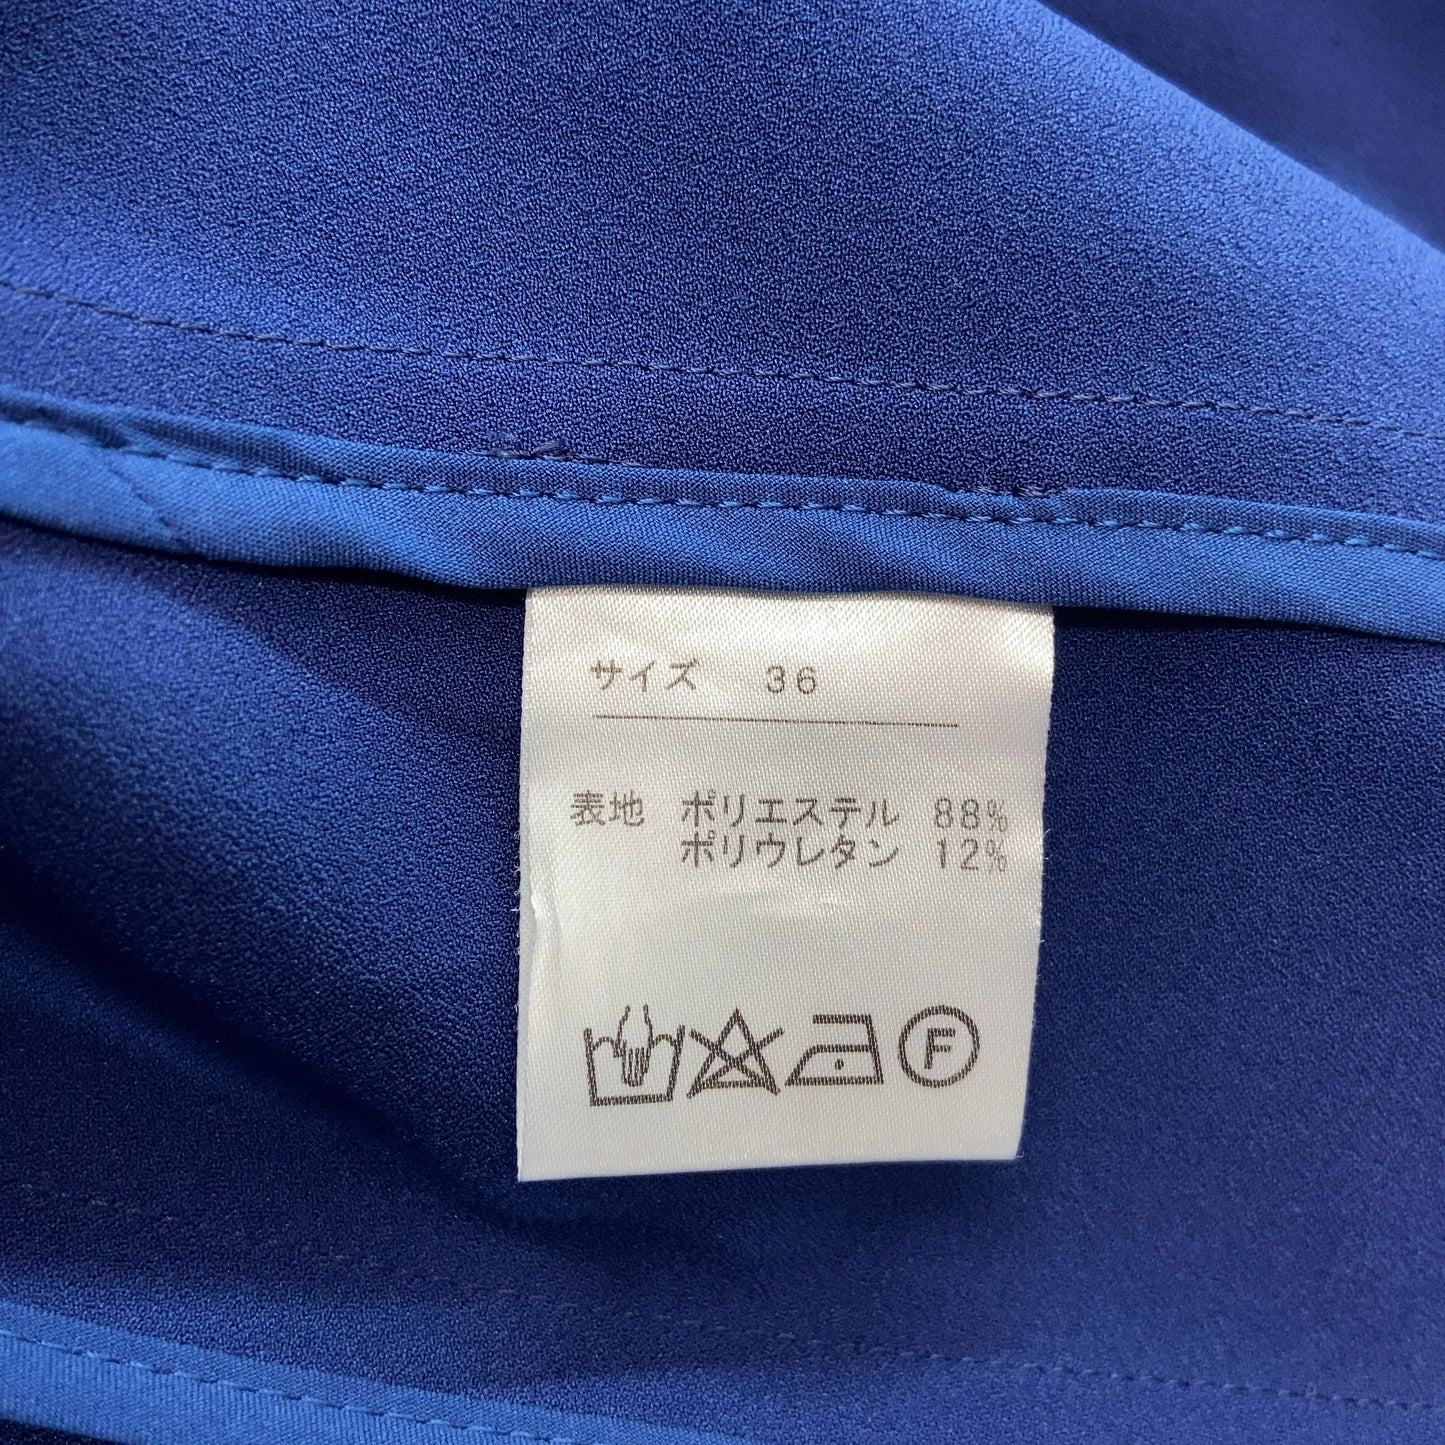 サイズ 36
表地 ポリエステル 88%
ポリウレタン 12%
F